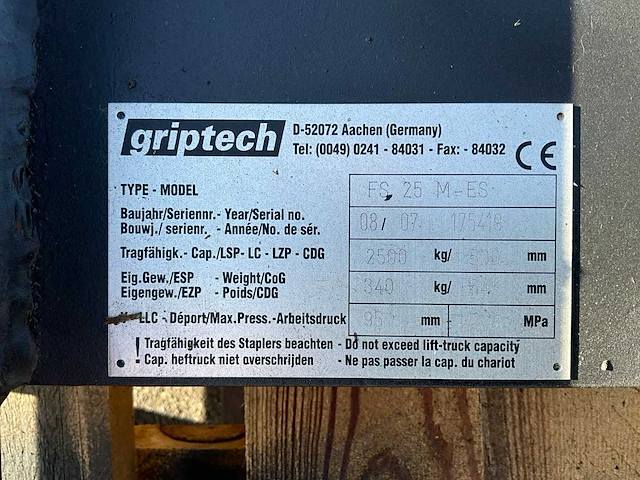 griptech
D-52072 Aachen (Germany)
Tel: (0049) 0241 - 84031 - Fax: - 84032
CE
TYPE - MODEL FS 25 M-ES
Baujahr/Seriennr. - Year/Serial no.
Bouwj./ serienr. - Année/No. de sér. 08/ 07 175418
Tragfähigk. - Cap./LSP- LC - LZP - CDG 2500 kg/ mm
Eig.Gew./ESP - Weight/CoG
Eigengew./EZP - Poids/CDG 340 kg/ mm
LLC - Déport/Max.Press.-Arbeitsdruck 95 mm MPa
! Tragfähigkeit des Staplers beachten - Do not exceed lift-truck capacity
Cap. heftruck niet overschrijden - Ne pas passer la cap. du chariot